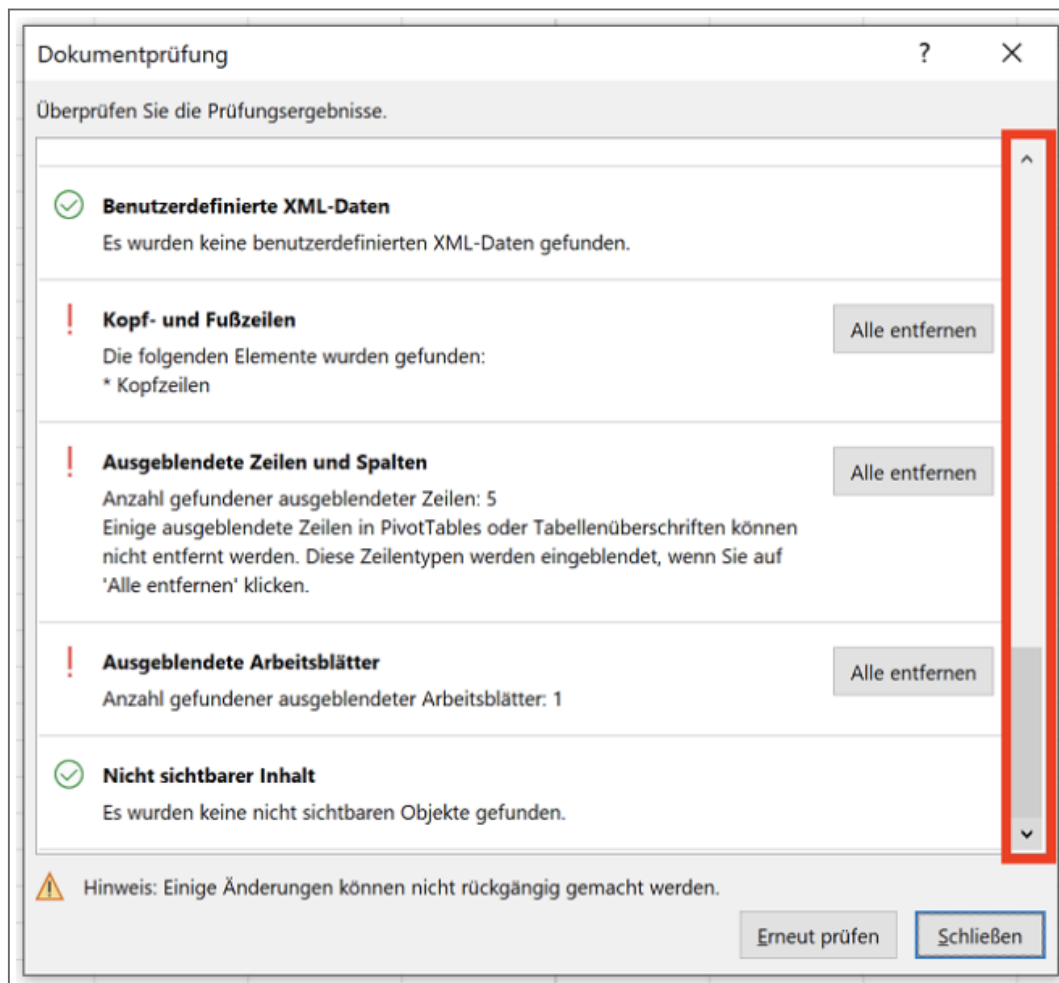 Dokumentprüfung
?
Überprüfen Sie die Prüfungsergebnisse.
Benutzerdefinierte XML-Daten
Es wurden keine benutzerdefinierten XML-Daten gefunden.
Kopf- und Fußzeilen
Alle entfernen
Die folgenden Elemente wurden gefunden:
* Kopfzeilen
Ausgeblendete Zeilen und Spalten
Alle entfernen
Anzahl gefundener ausgeblendeter Zeilen: 5
Einige ausgeblendete Zeilen in PivotTables oder Tabellenüberschriften können
nicht entfernt werden. Diese Zeilentypen werden eingeblendet, wenn Sie auf
'Alle entfernen' klicken.
Ausgeblendete Arbeitsblätter
Alle entfernen
Anzahl gefundener ausgeblendeter Arbeitsblätter: 1
Nicht sichtbarer Inhalt
Es wurden keine nicht sichtbaren Objekte gefunden.
Hinweis: Einige Änderungen können nicht rückgängig gemacht werden.
Erneut prüfen
Schließen